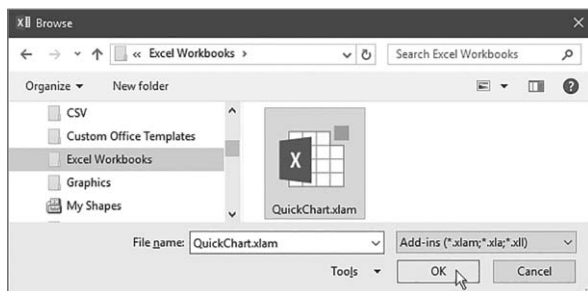 Browse
« Excel Workbooks › Search Excel Workbooks
Organize New folder
CSV
Custom Office Templates
Excel Workbooks
Graphics
My Shapes
X
QuickChart.xlam
File name: QuickChart.xlam Add-ins (*.xlam;*.xla;*.xll)
Tools OK Cancel